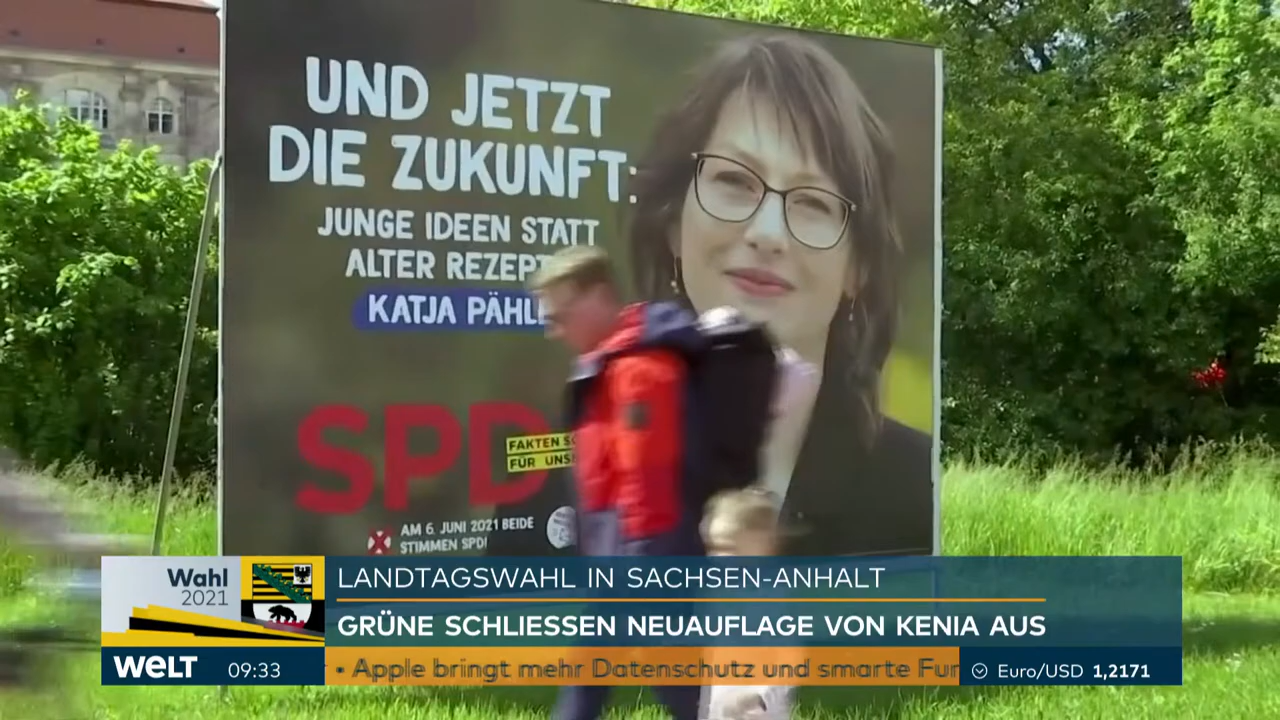 UND JETZT
DIE ZUKUNFT:
JUNGE IDEEN STATT
ALTER
KATJA
SPD
FAKTEN
FÜR
AM 6. JUNI 2021 BEIDE
STIMMEN SPD!
Wahl
2021
LANDTAGSWAHL IN SACHSEN-ANHALT
GRÜNE SCHLIESSEN NEUAUFLAGE VON KENIA AUS
welt
09:33
• Apple bringt mehr Datenschutz und smarte
Euro/USD 1,2171